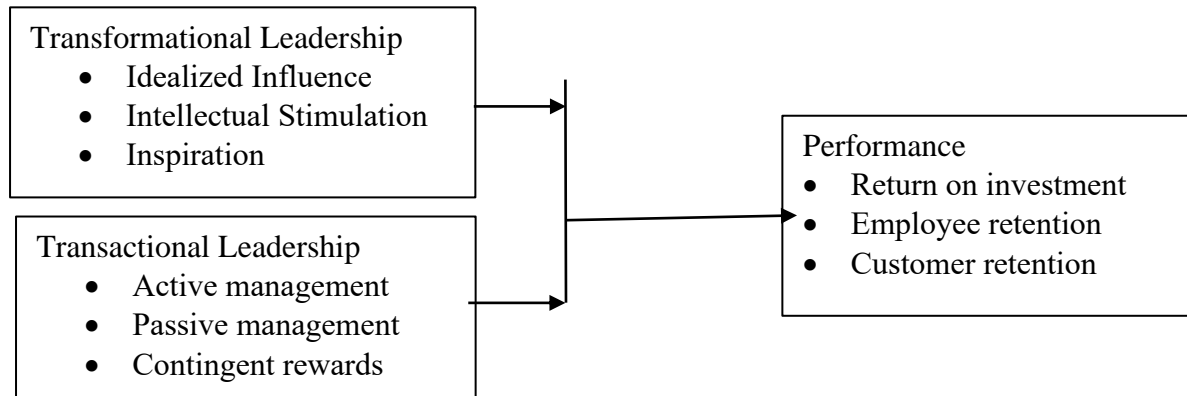 Transformational Leadership
• Idealized Influence
• Intellectual Stimulation
• Inspiration
Transactional Leadership
• Active management
• Passive management
• Contingent rewards
Performance
• Return on investment
• Employee retention
• Customer retention